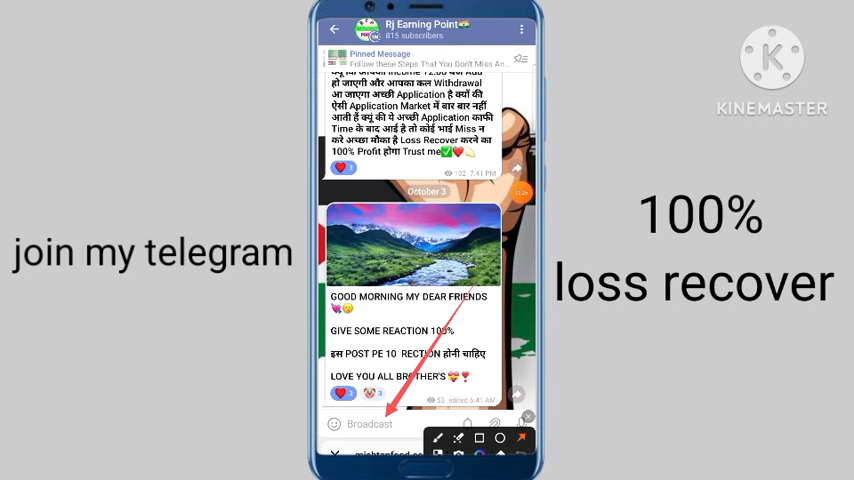 Rj Earning Point🇮🇳
815 subscribers
Pinned Message
Follow these Steps That You Don't Miss An...
हो जाएगी और आपका कल Withdrawal
आ जाएगा अच्छी Application है क्यों की
ऐसी Application Market में बार बार नहीं
आती हैं क्यूं की ये अच्छी Application काफी
Time के बाद आई है तो कोई भाई Miss न
करे अच्छा मौका है Loss Recover करने का
100% Profit होगा Trust me✅❤️💫
❤️ 3
102 7:41 PM
October 3
GOOD MORNING MY DEAR FRIENDS
💘😗
GIVE SOME REACTION 100%
इस POST PE 10 RECTION होनी चाहिए
LOVE YOU ALL BROTHER'S 💝❣️
❤️ 3 🤡 3
53 edited 6:41 AM
Broadcast
join my telegram
100%
loss recover
K
KINEMASTER